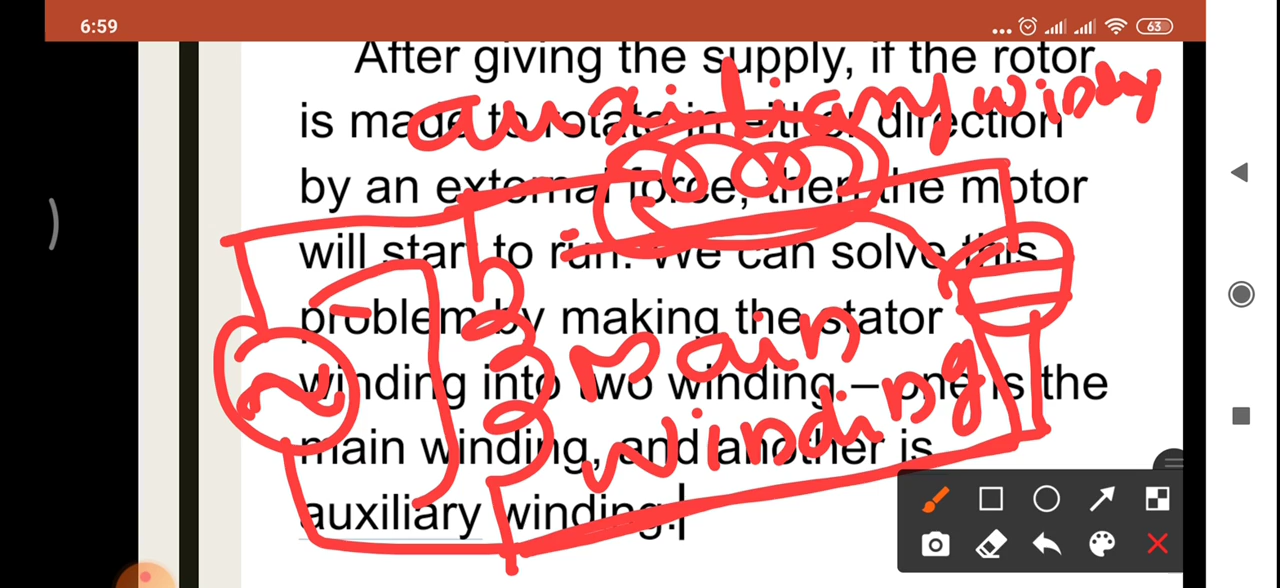 6:59
63
After giving the supply, if the rotor
auxiliary winding
is made to rotate in either direction
by an external force, then the motor
will start to run. We can solve this
problem by making the stator
main
winding into two winding – one is the
winding
main winding, and another is
auxiliary winding.